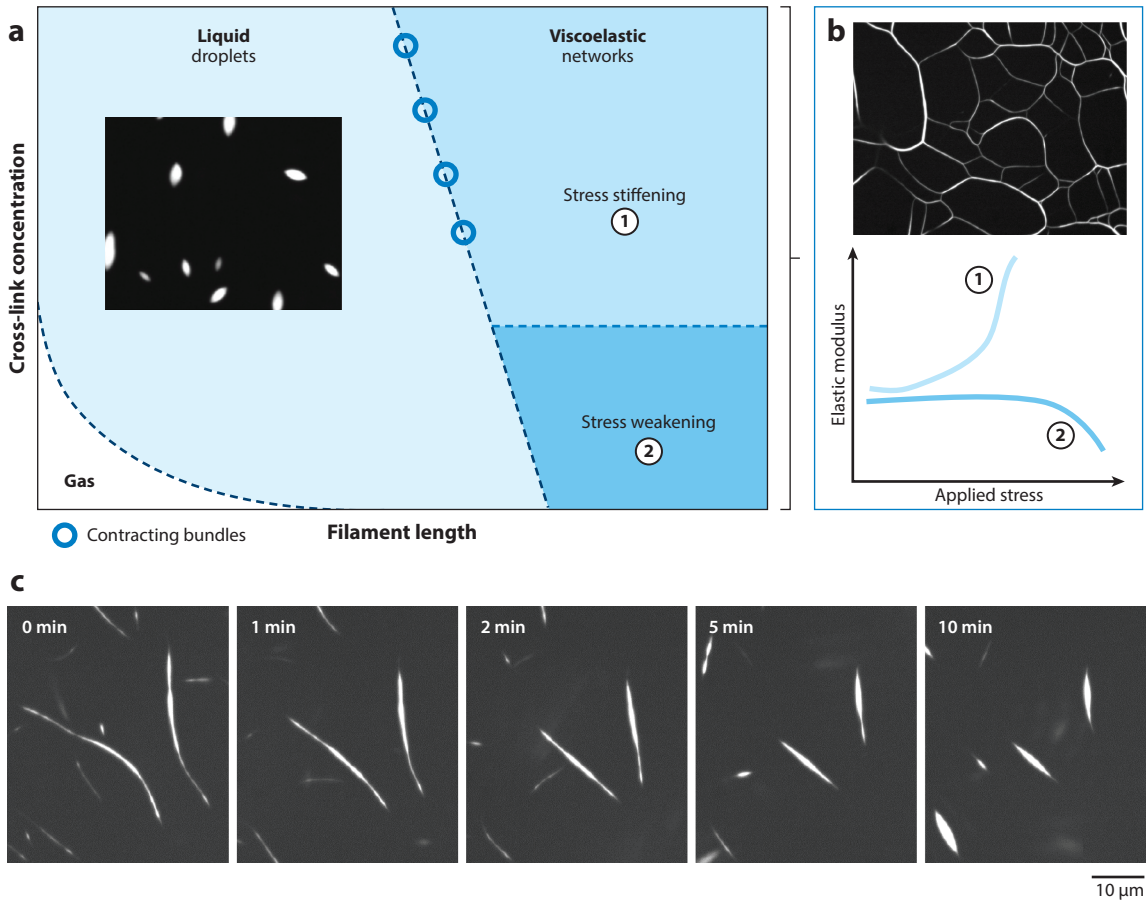 a
Liquid
droplets
Viscoelastic
networks
Stress stiffening
1
Stress weakening
2
Gas
Cross-link concentration
Filament length
Contracting bundles
b
1
2
Elastic modulus
Applied stress
c
0 min
1 min
2 min
5 min
10 min
10 µm